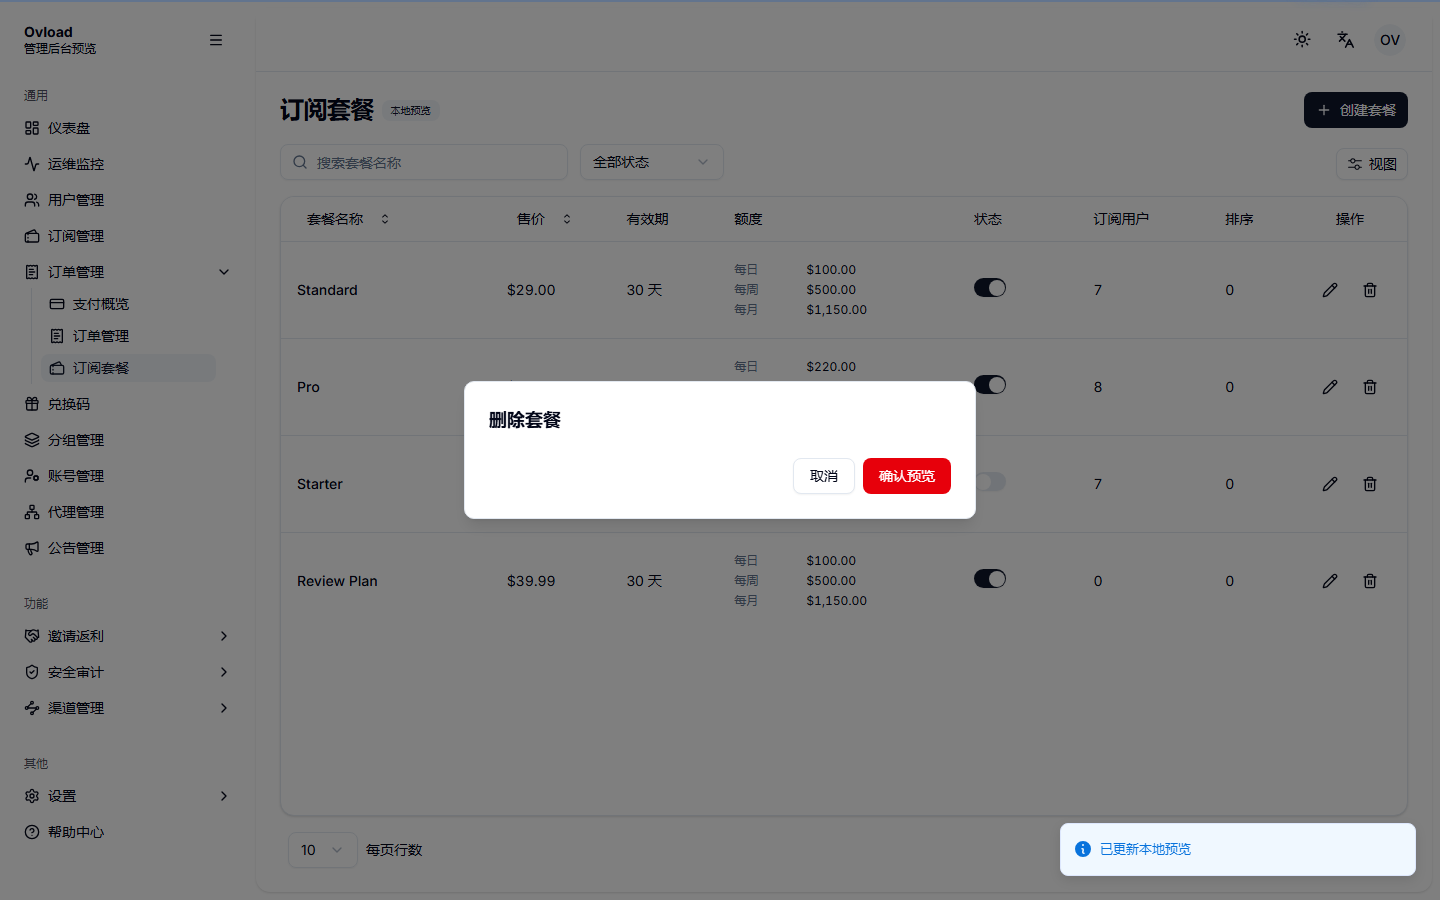 Ovload
管理后台预览
OV
通用
仪表盘
运维监控
用户管理
订阅管理
订单管理
支付概览
订单管理
订阅套餐
兑换码
分组管理
账号管理
代理管理
公告管理
功能
邀请返利
安全审计
渠道管理
其他
设置
帮助中心
订阅套餐 本地预览
创建套餐
搜索套餐名称 全部状态 视图
套餐名称 售价 有效期 额度 状态 订阅用户 排序 操作
Standard $29.00 30 天 每日 $100.00 每周 $500.00 每月 $1,150.00 7 0
Pro 每日 $220.00 8 0
Starter 7 0
Review Plan $39.99 30 天 每日 $100.00 每周 $500.00 每月 $1,150.00 0 0
删除套餐
取消 确认预览
10 每页行数
已更新本地预览